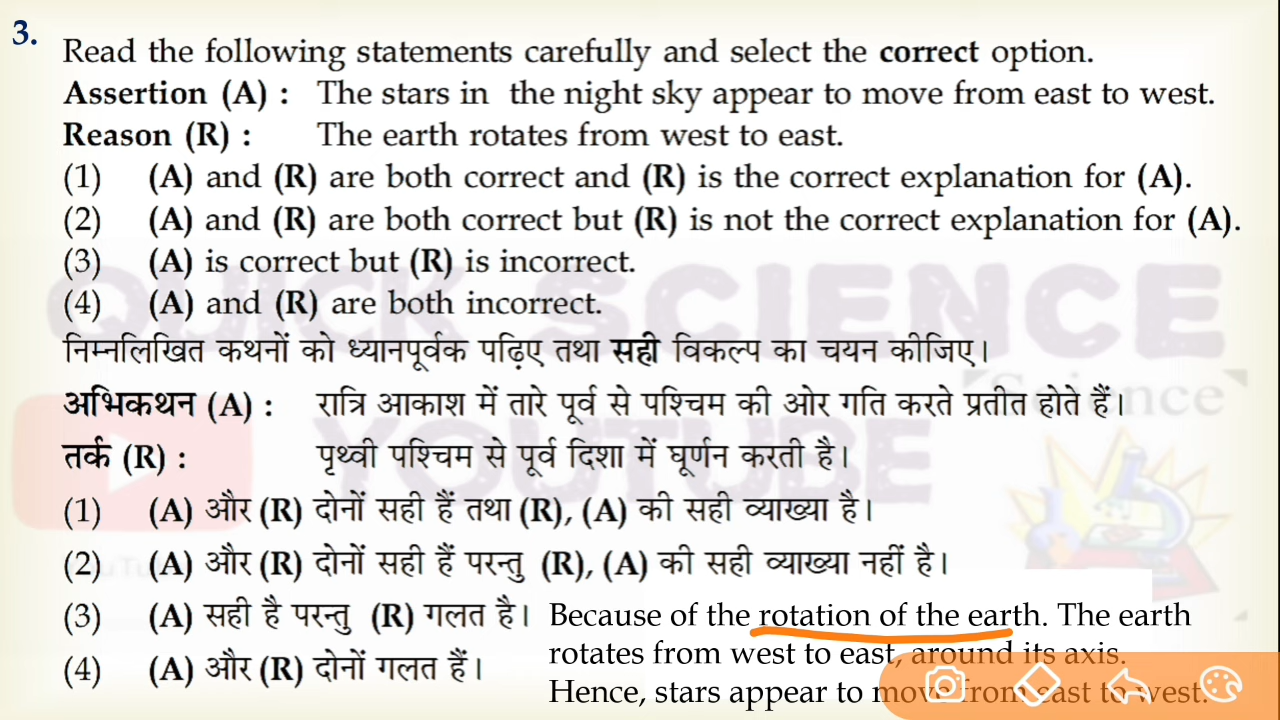 3.
Read the following statements carefully and select the correct option.
Assertion (A) : The stars in the night sky appear to move from east to west.
Reason (R) : The earth rotates from west to east.
(1) (A) and (R) are both correct and (R) is the correct explanation for (A).
(2) (A) and (R) are both correct but (R) is not the correct explanation for (A).
(3) (A) is correct but (R) is incorrect.
(4) (A) and (R) are both incorrect.
निम्नलिखित कथनों को ध्यानपूर्वक पढ़िए तथा सही विकल्प का चयन कीजिए।
अभिकथन (A) : रात्रि आकाश में तारे पूर्व से पश्चिम की ओर गति करते प्रतीत होते हैं।
तर्क (R) : पृथ्वी पश्चिम से पूर्व दिशा में घूर्णन करती है।
(1) (A) और (R) दोनों सही हैं तथा (R), (A) की सही व्याख्या है।
(2) (A) और (R) दोनों सही हैं परन्तु (R), (A) की सही व्याख्या नहीं है।
(3) (A) सही है परन्तु (R) गलत है।
(4) (A) और (R) दोनों गलत हैं।
Because of the rotation of the earth. The earth
rotates from west to east, around its axis.
Hence, stars appear to move from east to west.
QUICK SCIENCE
Science
YOUTUBE
YouTube